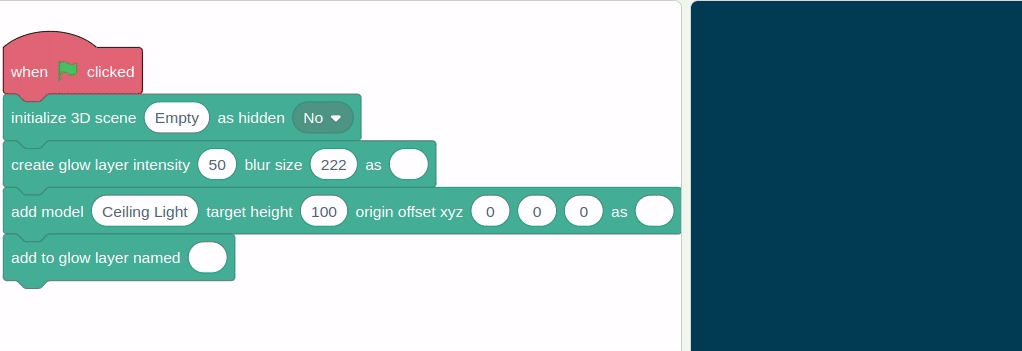 when clicked
initialize 3D scene Empty as hidden No
create glow layer intensity 50 blur size 222 as
add model Ceiling Light target height 100 origin offset xyz 0 0 0 as
add to glow layer named